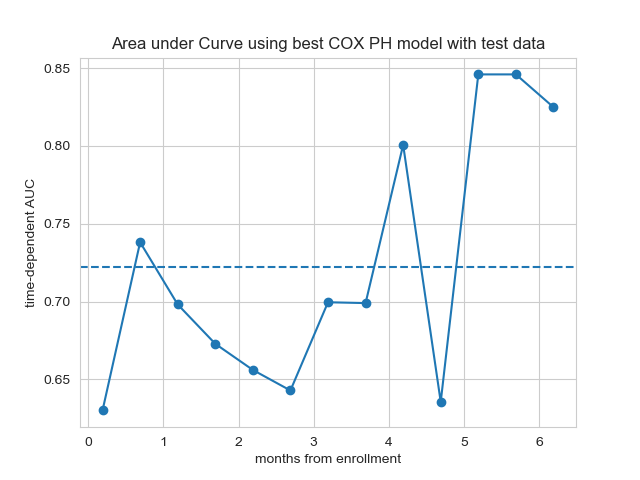 Area under Curve using best COX PH model with test data
0.85
0.80
0.75
0.70
0.65
time-dependent AUC
0 1 2 3 4 5 6
months from enrollment